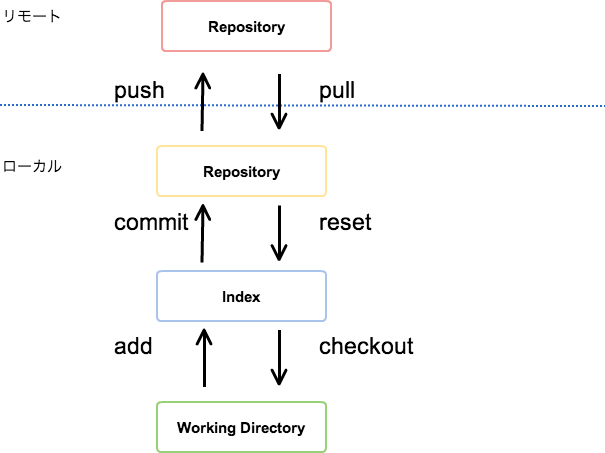 リモート
Repository
push
pull
ローカル
Repository
commit
reset
Index
add
checkout
Working Directory